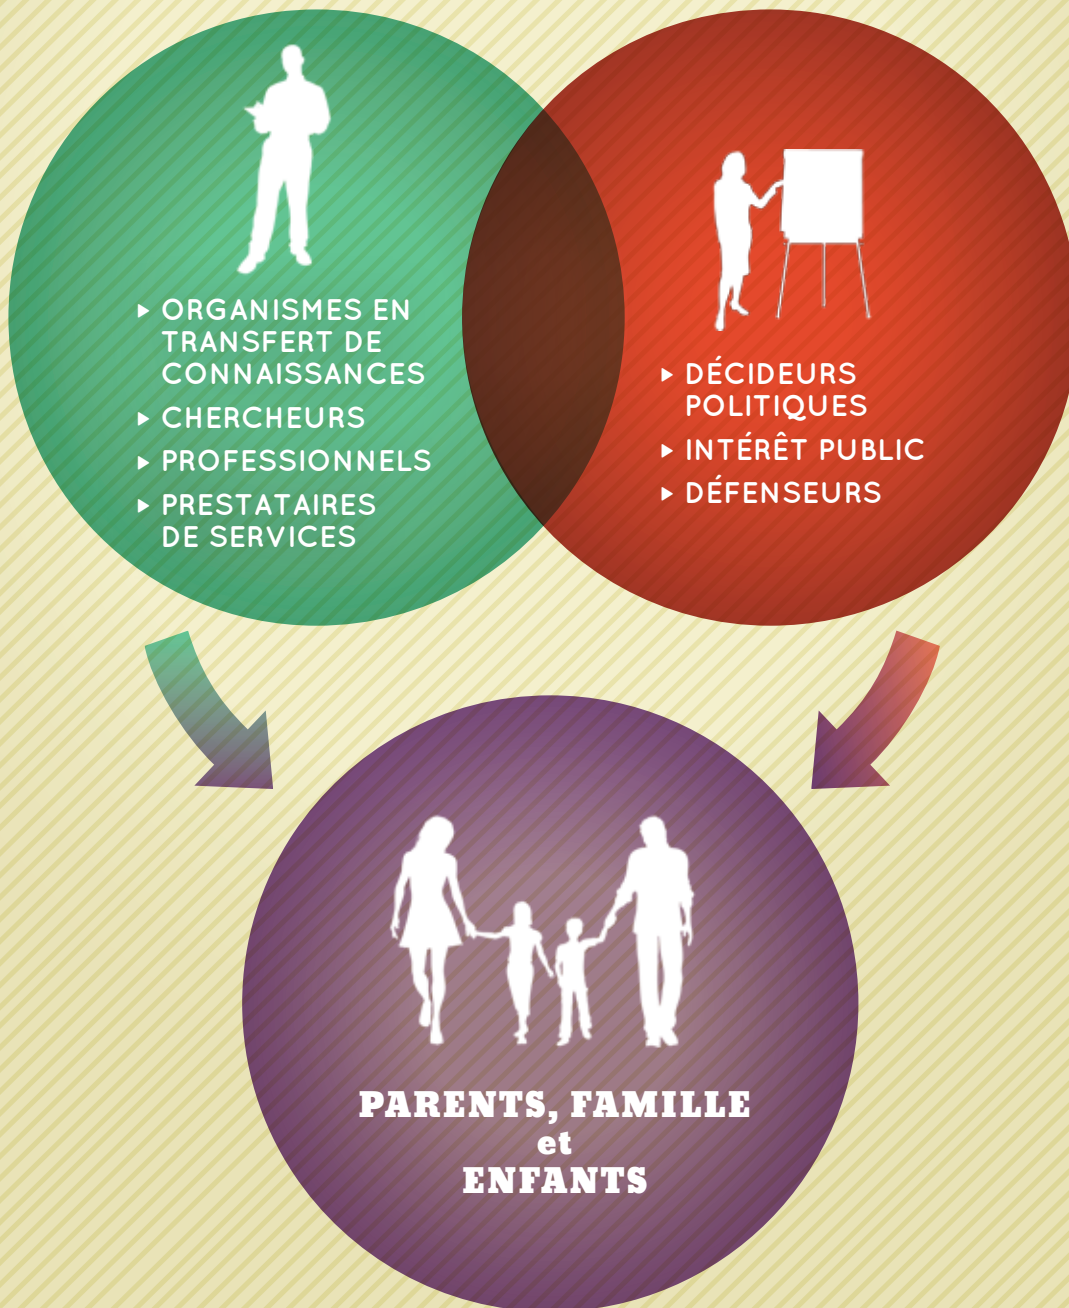 ▸ ORGANISMES EN
TRANSFERT DE
CONNAISSANCES
▸ CHERCHEURS
▸ PROFESSIONNELS
▸ PRESTATAIRES
DE SERVICES
▸ DÉCIDEURS
POLITIQUES
▸ INTÉRÊT PUBLIC
▸ DÉFENSEURS
PARENTS, FAMILLE
et
ENFANTS